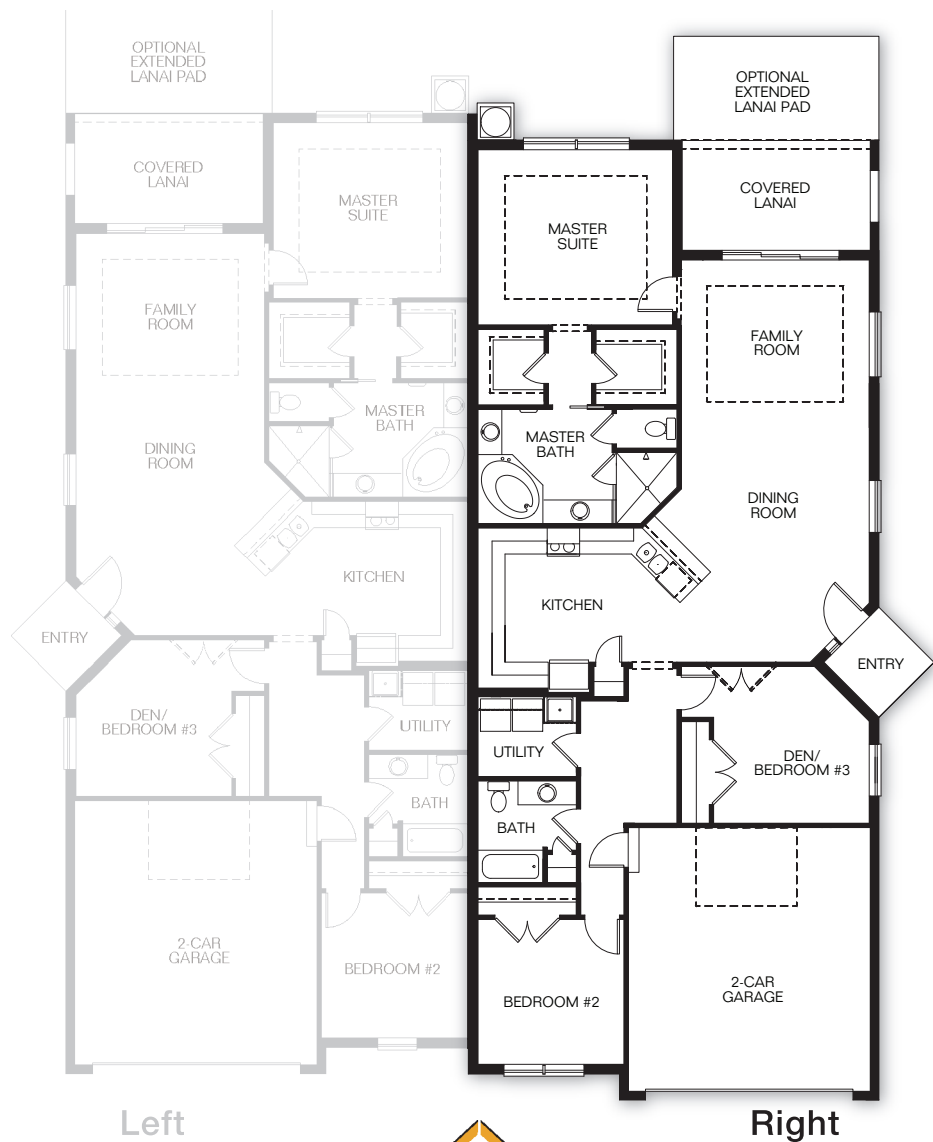 OPTIONAL
EXTENDED
LANAI PAD
COVERED
LANAI
MASTER
SUITE
FAMILY
ROOM
MASTER
BATH
DINING
ROOM
KITCHEN
ENTRY
DEN/
BEDROOM #3
UTILITY
BATH
2-CAR
GARAGE
BEDROOM #2
Left
OPTIONAL
EXTENDED
LANAI PAD
COVERED
LANAI
MASTER
SUITE
FAMILY
ROOM
MASTER
BATH
DINING
ROOM
KITCHEN
ENTRY
UTILITY
DEN/
BEDROOM #3
BATH
2-CAR
GARAGE
BEDROOM #2
Right